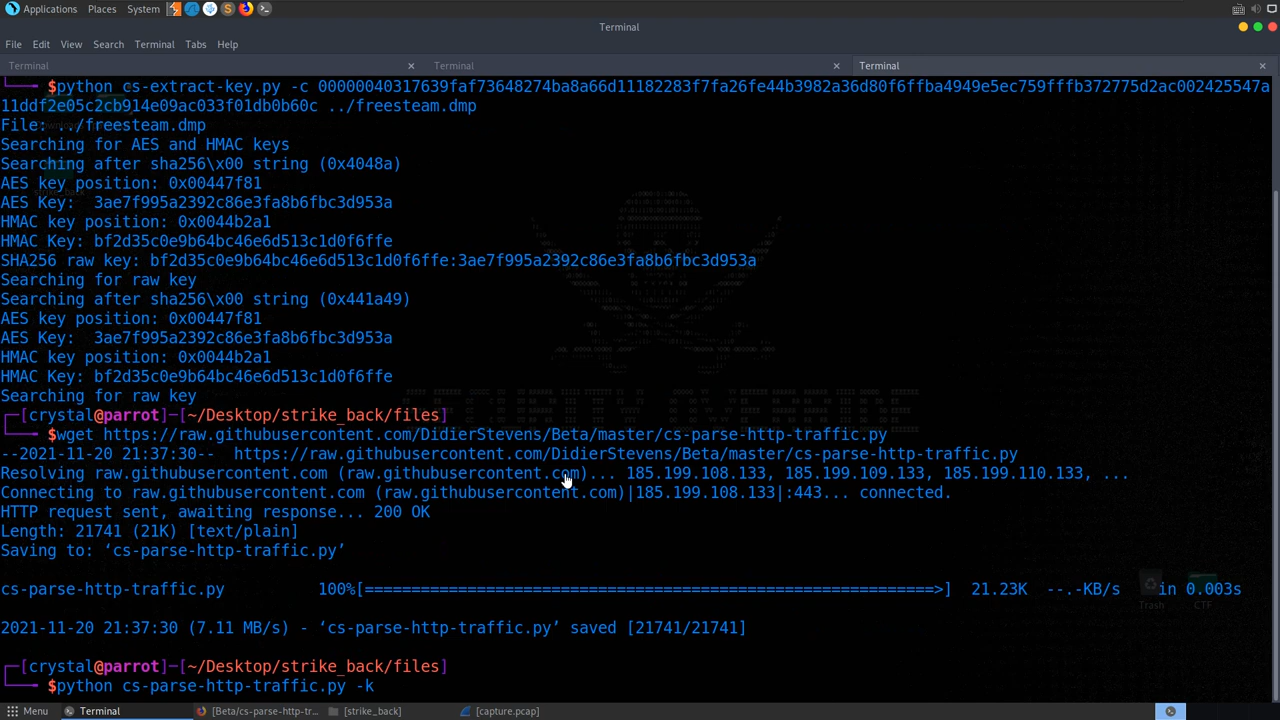 Applications Places System
Terminal
File Edit View Search Terminal Tabs Help
Terminal × Terminal × Terminal ×
$python cs-extract-key.py -c 00000040317639faf73648274ba8a66d11182283f7fa26fe44b3982a36d80f6ffba4949e5ec759fffb372775d2ac002425547a
11ddf2e05c2cb914e09ac033f01db0b60c ../freesteam.dmp
File: ../freesteam.dmp
Searching for AES and HMAC keys
Searching after sha256\x00 string (0x4048a)
AES key position: 0x00447f81
AES Key:  3ae7f995a2392c86e3fa8b6fbc3d953a
HMAC key position: 0x0044b2a1
HMAC Key: bf2d35c0e9b64bc46e6d513c1d0f6ffe
SHA256 raw key: bf2d35c0e9b64bc46e6d513c1d0f6ffe:3ae7f995a2392c86e3fa8b6fbc3d953a
Searching for raw key
Searching after sha256\x00 string (0x441a49)
AES key position: 0x00447f81
AES Key:  3ae7f995a2392c86e3fa8b6fbc3d953a
HMAC key position: 0x0044b2a1
HMAC Key: bf2d35c0e9b64bc46e6d513c1d0f6ffe
Searching for raw key
┌─[crystal@parrot]─[~/Desktop/strike_back/files]
└──╼ $wget https://raw.githubusercontent.com/DidierStevens/Beta/master/cs-parse-http-traffic.py
--2021-11-20 21:37:30--  https://raw.githubusercontent.com/DidierStevens/Beta/master/cs-parse-http-traffic.py
Resolving raw.githubusercontent.com (raw.githubusercontent.com)... 185.199.108.133, 185.199.109.133, 185.199.110.133, ...
Connecting to raw.githubusercontent.com (raw.githubusercontent.com)|185.199.108.133|:443... connected.
HTTP request sent, awaiting response... 200 OK
Length: 21741 (21K) [text/plain]
Saving to: ‘cs-parse-http-traffic.py’
cs-parse-http-traffic.py 100%[===========================================================>] 21.23K --.-KB/s in 0.003s
Trash CTF
2021-11-20 21:37:30 (7.11 MB/s) - ‘cs-parse-http-traffic.py’ saved [21741/21741]
┌─[crystal@parrot]─[~/Desktop/strike_back/files]
└──╼ $python cs-parse-http-traffic.py -k
Menu Terminal [Beta/cs-parse-http-tr... [strike_back] [capture.pcap]